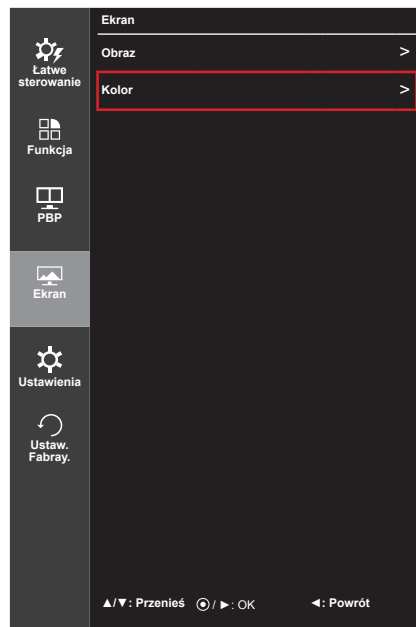 Ekran
Łatwe
sterowanie
Obraz >
Kolor >
Funkcja
PBP
Ekran
Ustawienia
Ustaw.
Fabray.
▲/▼: Przenieś ⦿ / ►: OK ◄: Powrót